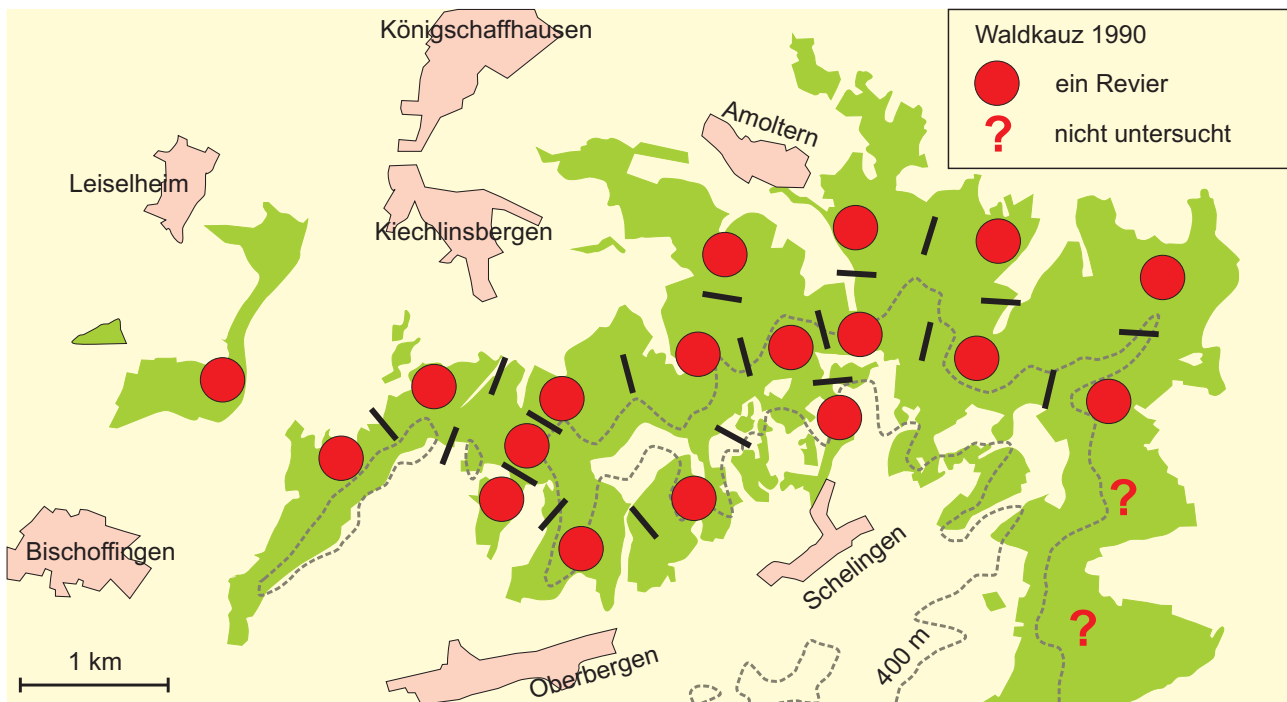 Königschaffhausen
Waldkauz 1990
ein Revier
? nicht untersucht
Amoltern
Leiselheim
Kiechlinsbergen
?
Bischoffingen
Schelingen
?
1 km
Oberbergen
400 m